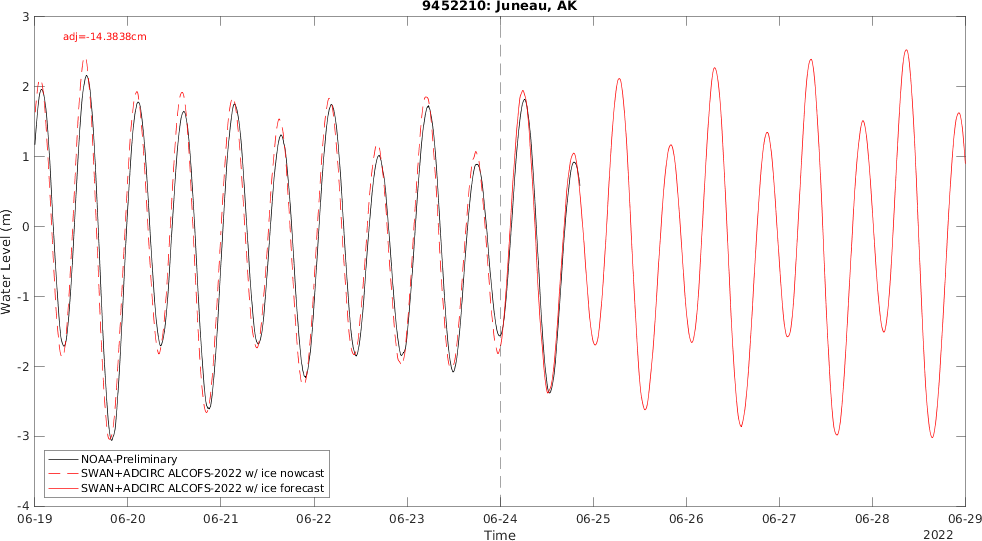 9452210: Juneau, AK
adj=-14.3838cm
3
2
1
0
-1
-2
-3
-4
Water Level (m)
NOAA-Preliminary
SWAN+ADCIRC ALCOFS-2022 w/ ice nowcast
SWAN+ADCIRC ALCOFS-2022 w/ ice forecast
06-19 06-20 06-21 06-22 06-23 06-24 06-25 06-26 06-27 06-28 06-29
Time
2022